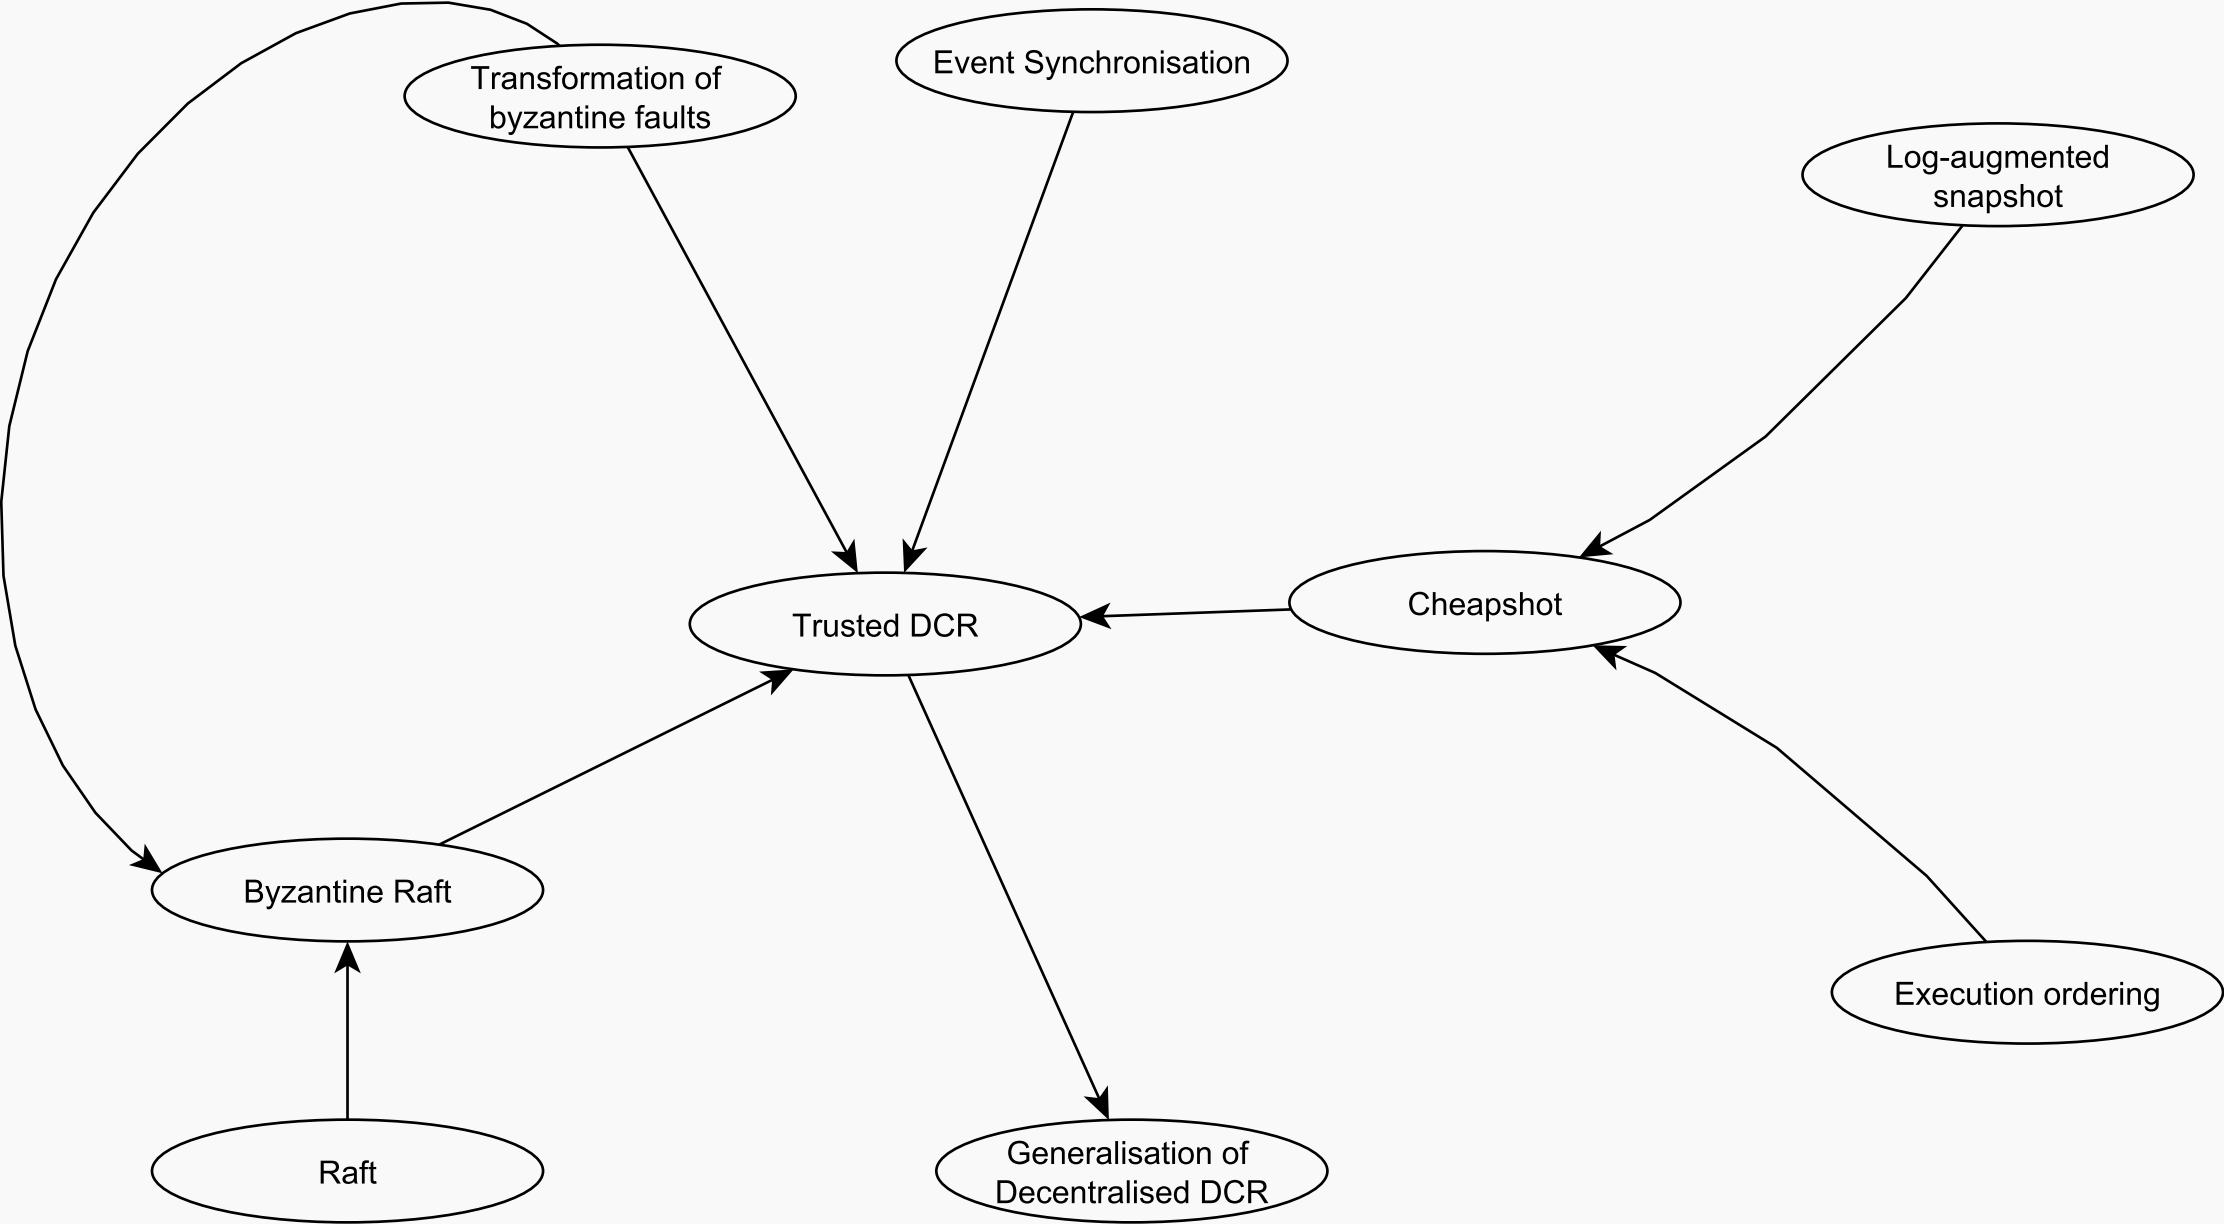 Transformation of
byzantine faults
Event Synchronisation
Log-augmented
snapshot
Trusted DCR
Cheapshot
Byzantine Raft
Execution ordering
Raft
Generalisation of
Decentralised DCR